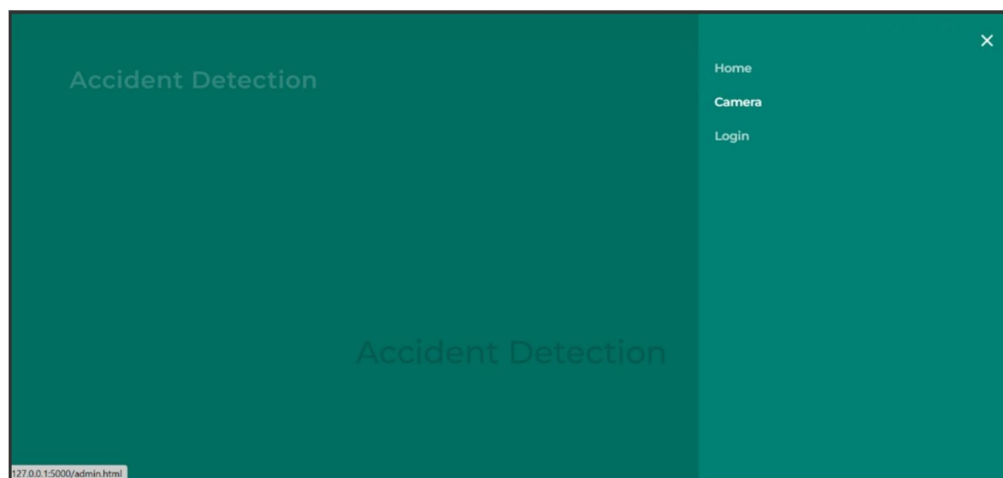 Accident Detection
Home
Camera
Login
Accident Detection
127.0.0.1:5000/admin.html